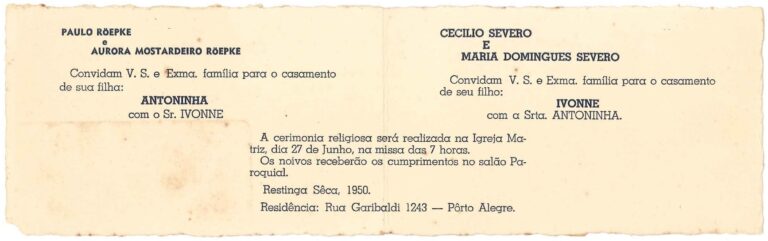 PAULO RÖEPKE
e
AURORA MOSTARDEIRO RÖEPKE
Convidam V. S. e Exma. família para o casamento
de sua filha:
ANTONINHA
com o Sr. IVONNE
CECILIO SEVERO
E
MARIA DOMINGUES SEVERO
Convidam V. S. e Exma. família para o casamento
de seu filho:
IVONNE
com a Srta. ANTONINHA.
A cerimonia religiosa será realizada na Igreja Ma-
triz, dia 27 de Junho, na missa das 7 horas.
Os noivos receberão os cumprimentos no salão Pa-
roquial.
Restinga Sêca, 1950.
Residência: Rua Garibaldi 1243 — Pôrto Alegre.